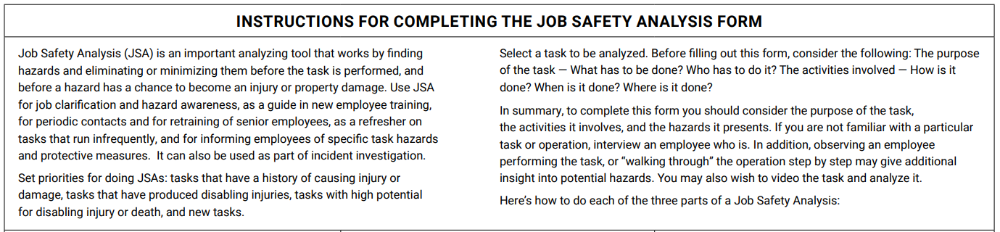 INSTRUCTIONS FOR COMPLETING THE JOB SAFETY ANALYSIS FORM
Job Safety Analysis (JSA) is an important analyzing tool that works by finding
hazards and eliminating or minimizing them before the task is performed, and
before a hazard has a chance to become an injury or property damage. Use JSA
for job clarification and hazard awareness, as a guide in new employee training,
for periodic contacts and for retraining of senior employees, as a refresher on
tasks that run infrequently, and for informing employees of specific task hazards
and protective measures.  It can also be used as part of incident investigation.
Set priorities for doing JSAs: tasks that have a history of causing injury or
damage, tasks that have produced disabling injuries, tasks with high potential
for disabling injury or death, and new tasks.
Select a task to be analyzed. Before filling out this form, consider the following: The purpose
of the task — What has to be done? Who has to do it? The activities involved — How is it
done? When is it done? Where is it done?
In summary, to complete this form you should consider the purpose of the task,
the activities it involves, and the hazards it presents. If you are not familiar with a particular
task or operation, interview an employee who is. In addition, observing an employee
performing the task, or “walking through” the operation step by step may give additional
insight into potential hazards. You may also wish to video the task and analyze it.
Here’s how to do each of the three parts of a Job Safety Analysis: